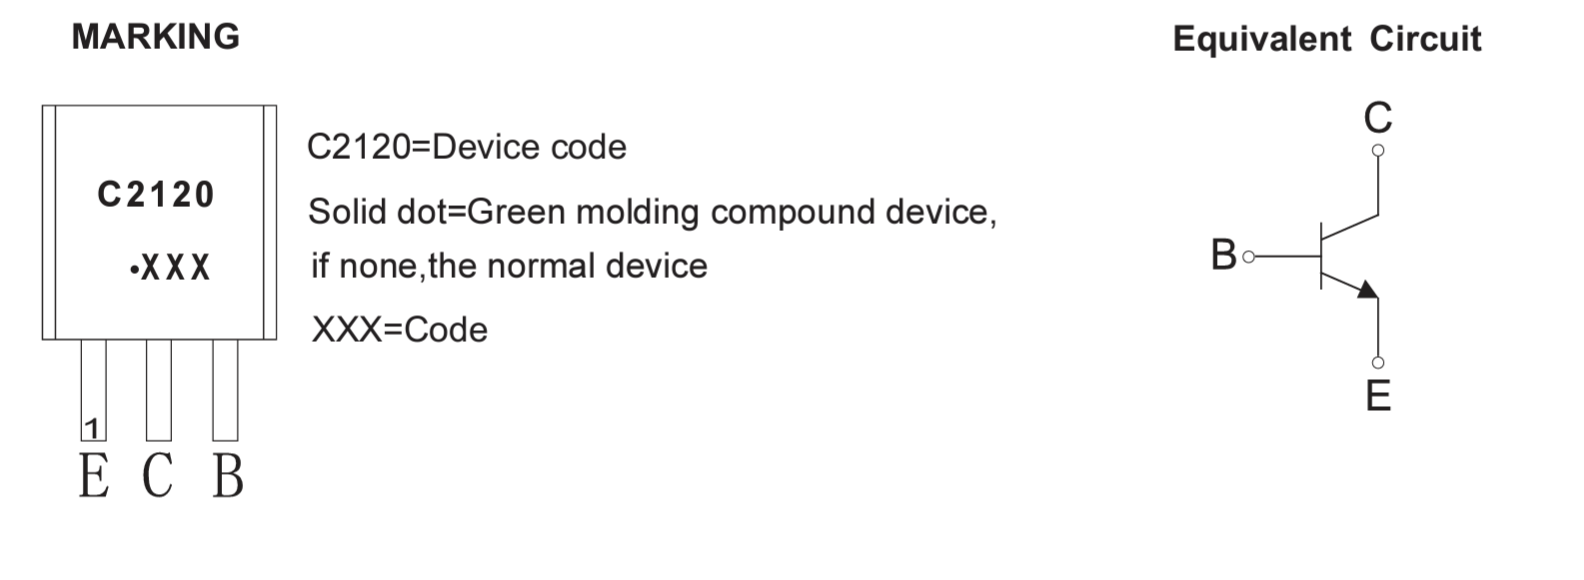 MARKING
C2120
•XXX
1
E C B
C2120=Device code
Solid dot=Green molding compound device,
if none,the normal device
XXX=Code
Equivalent Circuit
C
B
E